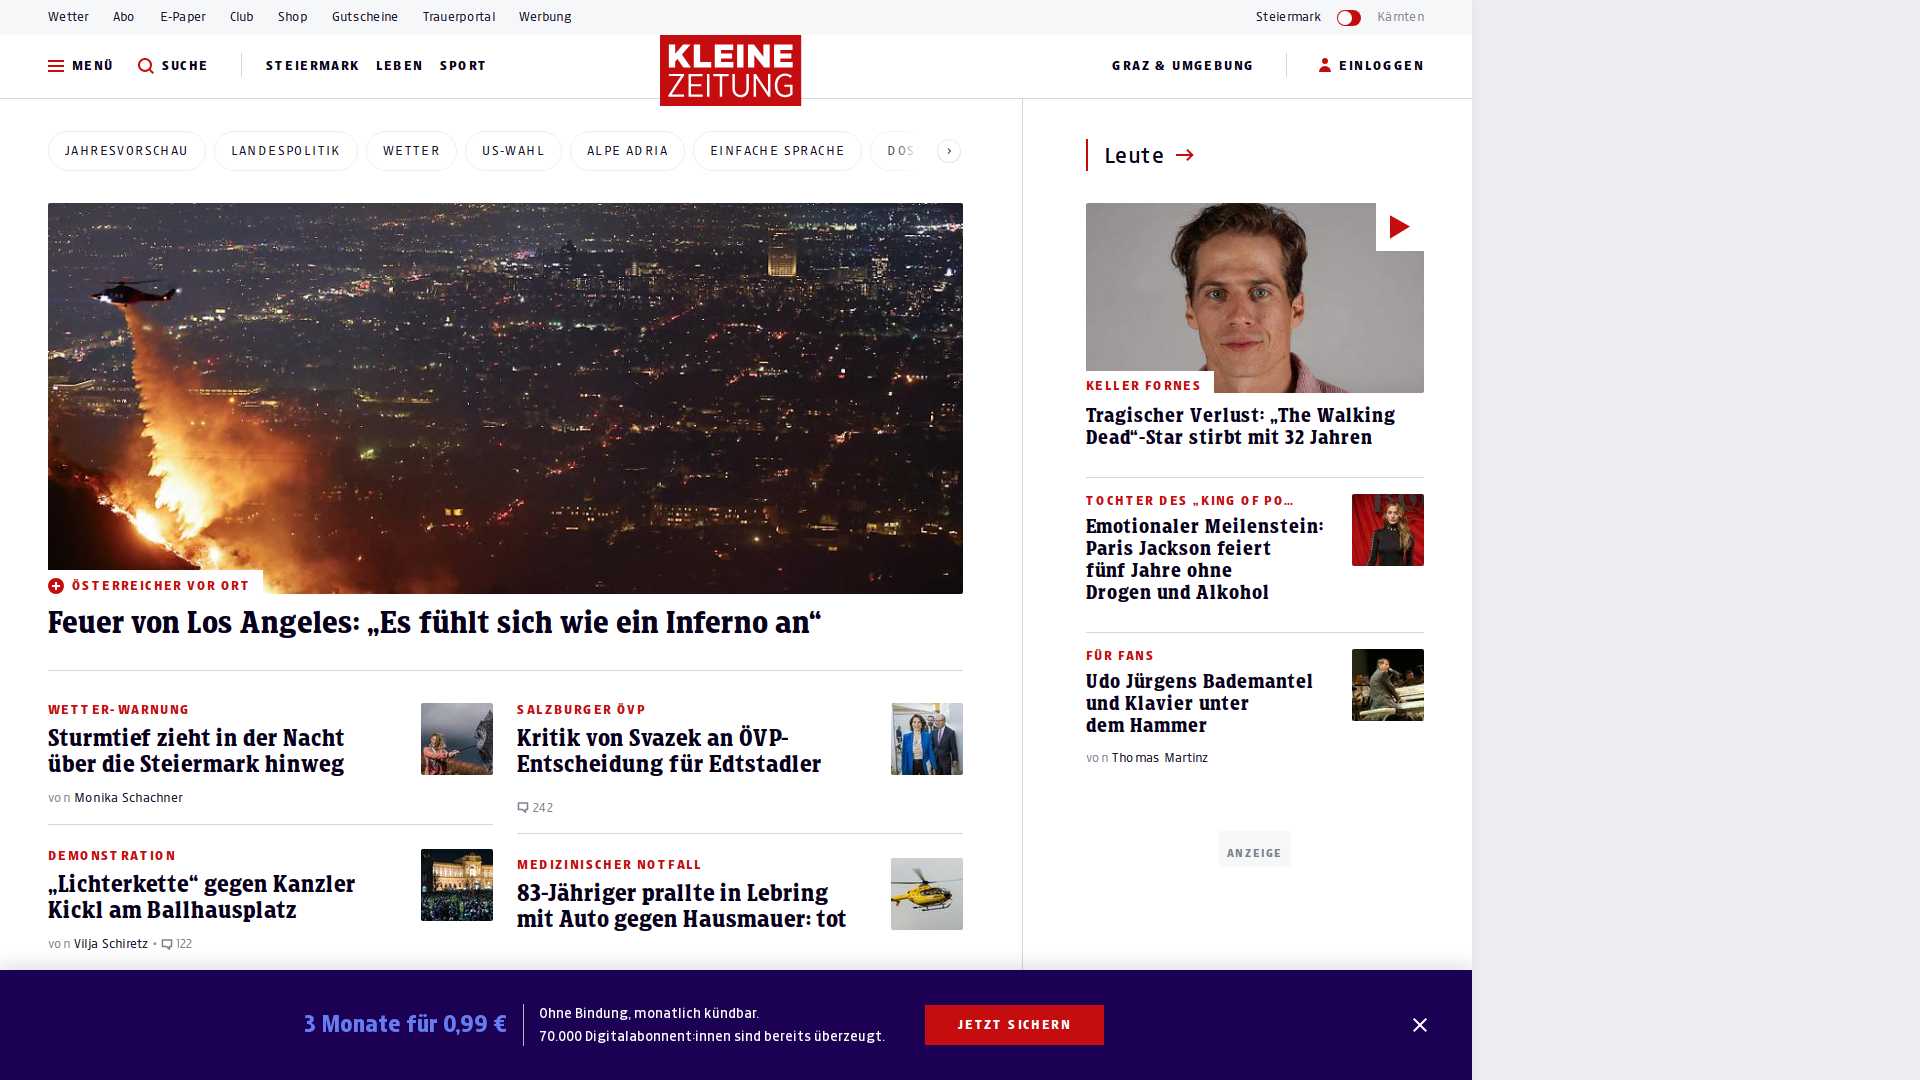 Wetter Abo E-Paper Club Shop Gutscheine Trauerportal Werbung Steiermark Kärnten
MENÜ SUCHE STEIERMARK LEBEN SPORT KLEINE ZEITUNG GRAZ & UMGEBUNG EINLOGGEN
JAHRESVORSCHAU LANDESPOLITIK WETTER US-WAHL ALPE ADRIA EINFACHE SPRACHE DOS
ÖSTERREICHER VOR ORT
Feuer von Los Angeles: „Es fühlt sich wie ein Inferno an“
WETTER-WARNUNG
Sturmtief zieht in der Nacht
über die Steiermark hinweg
von Monika Schachner
DEMONSTRATION
„Lichterkette“ gegen Kanzler
Kickl am Ballhausplatz
von Vilja Schiretz • 122
SALZBURGER ÖVP
Kritik von Svazek an ÖVP-
Entscheidung für Edtstadler
242
MEDIZINISCHER NOTFALL
83-Jähriger prallte in Lebring
mit Auto gegen Hausmauer: tot
Leute
KELLER FORNES
Tragischer Verlust: „The Walking
Dead“-Star stirbt mit 32 Jahren
TOCHTER DES „KING OF PO...
Emotionaler Meilenstein:
Paris Jackson feiert
fünf Jahre ohne
Drogen und Alkohol
FÜR FANS
Udo Jürgens Bademantel
und Klavier unter
dem Hammer
von Thomas Martinz
ANZEIGE
3 Monate für 0,99 €
Ohne Bindung, monatlich kündbar.
70.000 Digitalabonnent:innen sind bereits überzeugt.
JETZT SICHERN